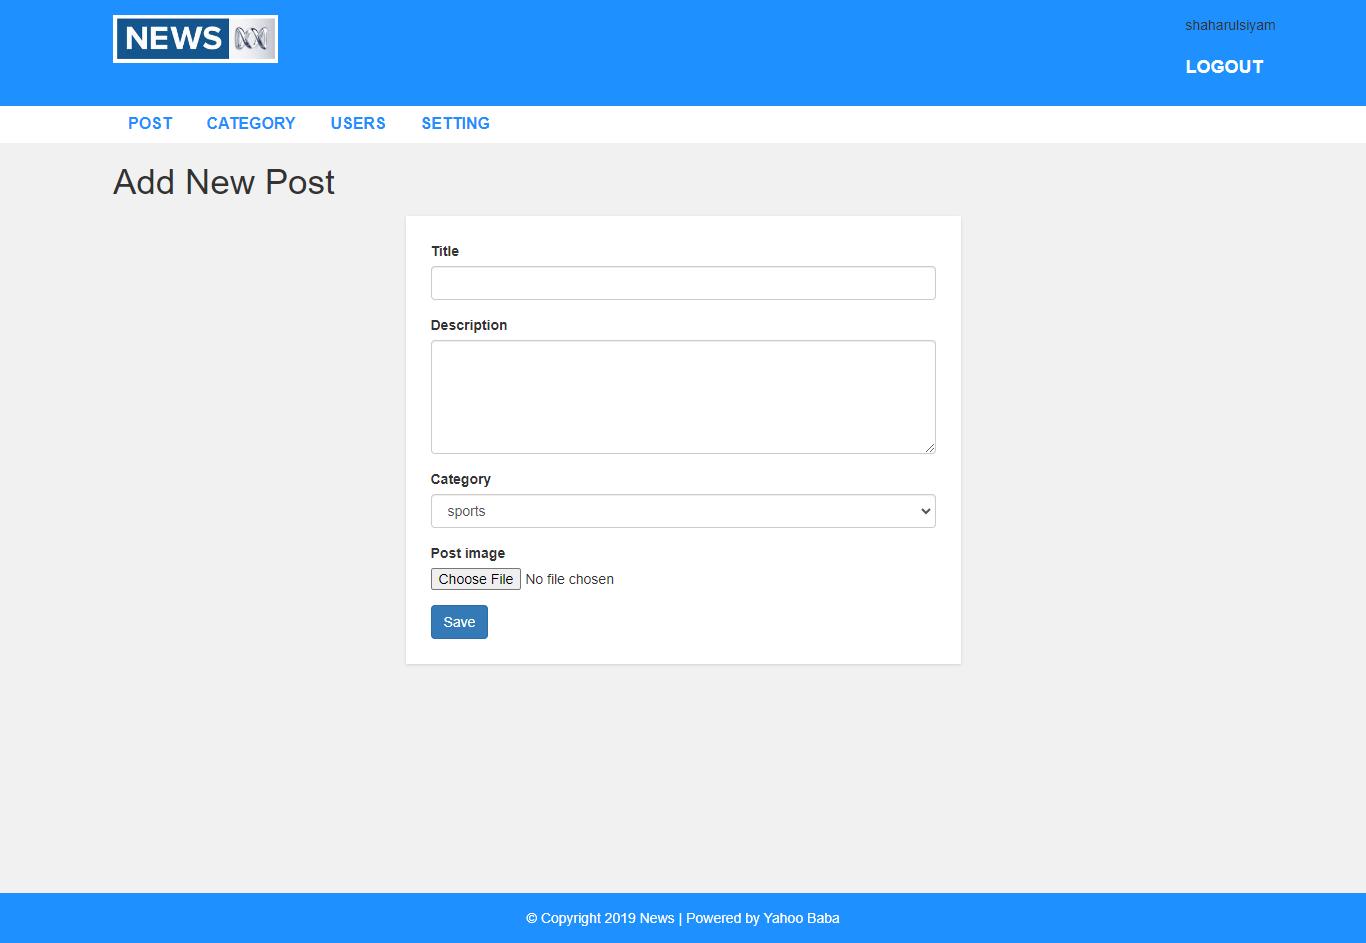 NEWS
shaharulsiyam
LOGOUT
POST CATEGORY USERS SETTING
Add New Post
Title
Description
Category
sports
Post image
Choose File No file chosen
Save
© Copyright 2019 News | Powered by Yahoo Baba